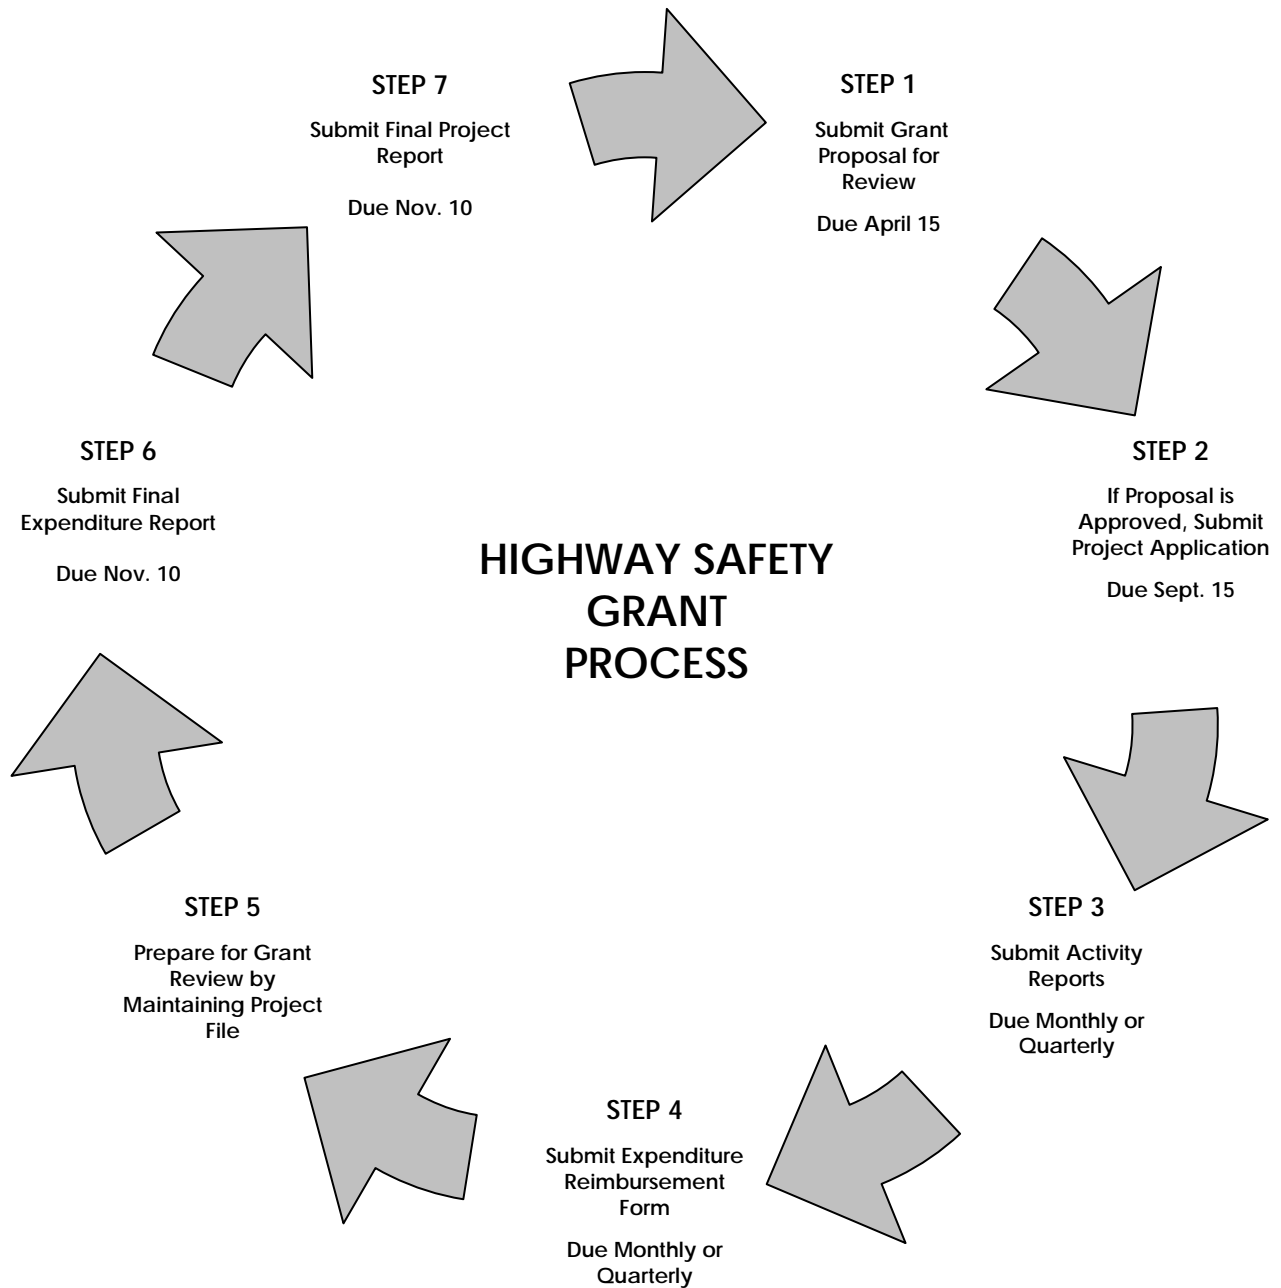 HIGHWAY SAFETY
GRANT
PROCESS
STEP 1
Submit Grant
Proposal for
Review
Due April 15
STEP 2
If Proposal is
Approved, Submit
Project Application
Due Sept. 15
STEP 3
Submit Activity
Reports
Due Monthly or
Quarterly
STEP 4
Submit Expenditure
Reimbursement
Form
Due Monthly or
Quarterly
STEP 5
Prepare for Grant
Review by
Maintaining Project
File
STEP 6
Submit Final
Expenditure Report
Due Nov. 10
STEP 7
Submit Final Project
Report
Due Nov. 10